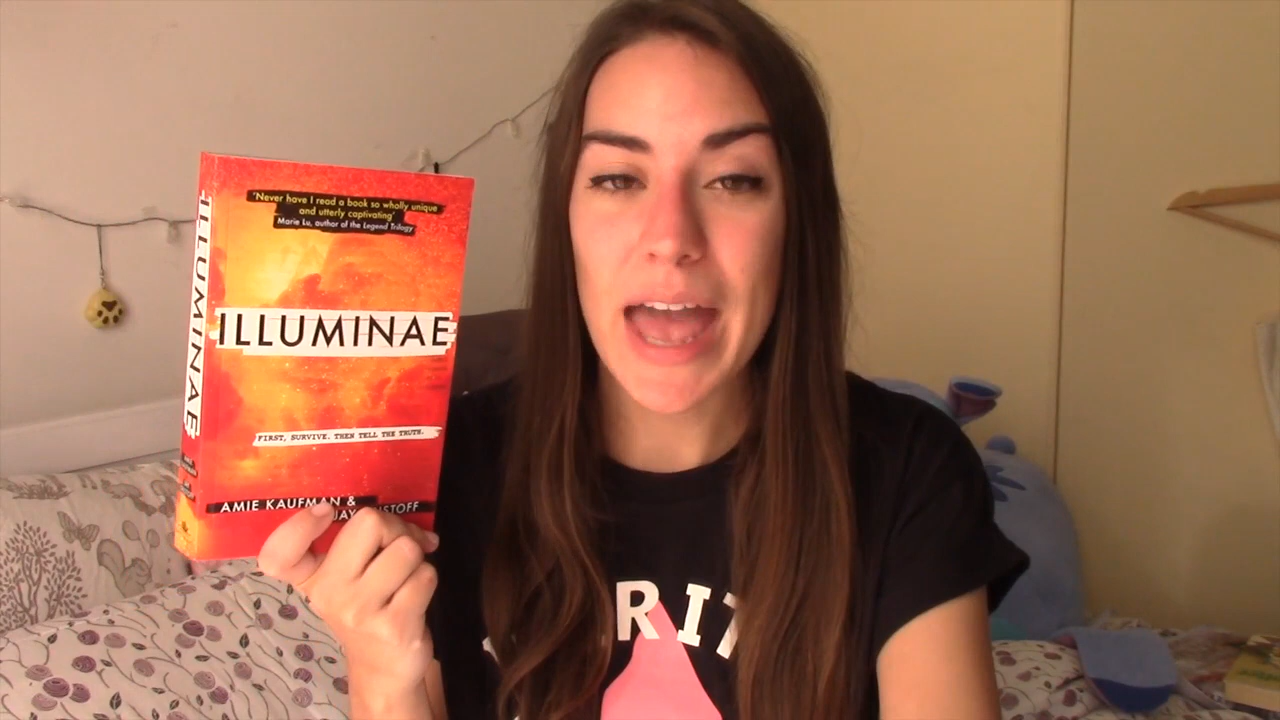 'Never have I read a book so wholly unique
and utterly captivating'
Marie Lu, author of the Legend Trilogy
ILLUMINAE
ILLUMINAE
FIRST, SURVIVE. THEN TELL THE TRUTH.
AMIE KAUFMAN &
JAY